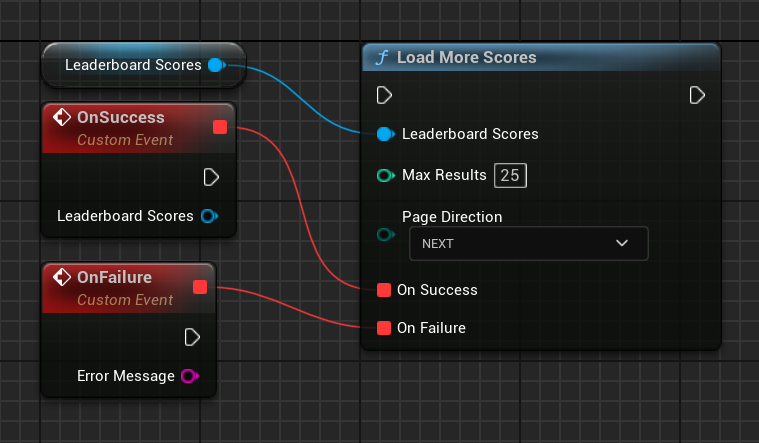 Leaderboard Scores
OnSuccess
Custom Event
Leaderboard Scores
OnFailure
Custom Event
Error Message
Load More Scores
Leaderboard Scores
Max Results 25
Page Direction
NEXT
On Success
On Failure